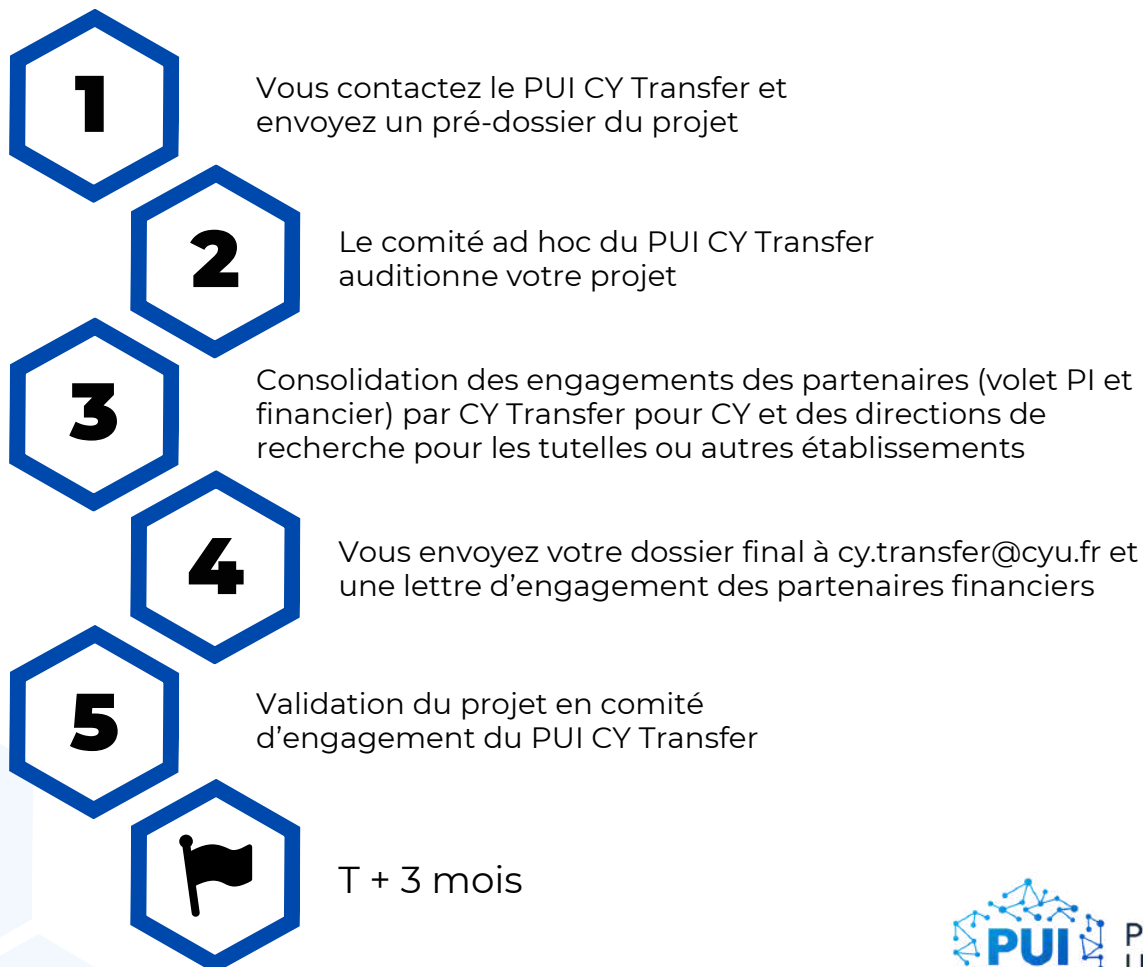 1
Vous contactez le PUI CY Transfer et
envoyez un pré-dossier du projet
2
Le comité ad hoc du PUI CY Transfer
auditionne votre projet
3
Consolidation des engagements des partenaires (volet PI et
financier) par CY Transfer pour CY et des directions de
recherche pour les tutelles ou autres établissements
4
Vous envoyez votre dossier final à cy.transfer@cyu.fr et
une lettre d’engagement des partenaires financiers
5
Validation du projet en comité
d’engagement du PUI CY Transfer
T + 3 mois
PUI